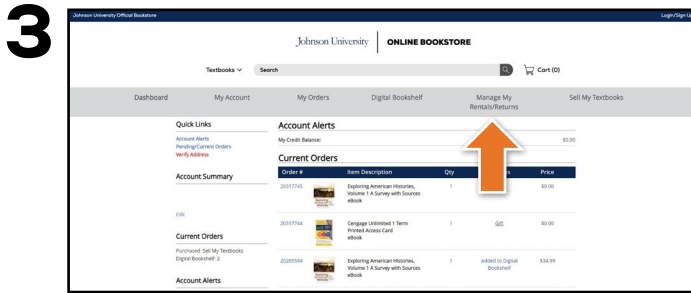 3
Johnson University Official Bookstore
Login/Sign Up
Johnson University ONLINE BOOKSTORE
Textbooks
Search
Cart (0)
Dashboard My Account My Orders Digital Bookshelf Manage My Rentals/Returns Sell My Textbooks
Quick Links
Account Alerts
Pending/Current Orders
Verify Address
Account Summary
Edit
Current Orders
Purchased: Sell My Textbooks
Digital Bookshelf: 2
Account Alerts
Account Alerts
My Credit Balance: $0.00
Current Orders
Order # Item Description Qty Price
20317745 Exploring American Histories, 1 $0.00
Volume 1 A Survey with Sources
eBook
20317744 Cengage Unlimited 1 Term 1 Gift $0.00
Printed Access Card
eBook
Exploring American Histories, 1 Added to Digital $34.99
Volume 1 A Survey with Sources Bookshelf
eBook